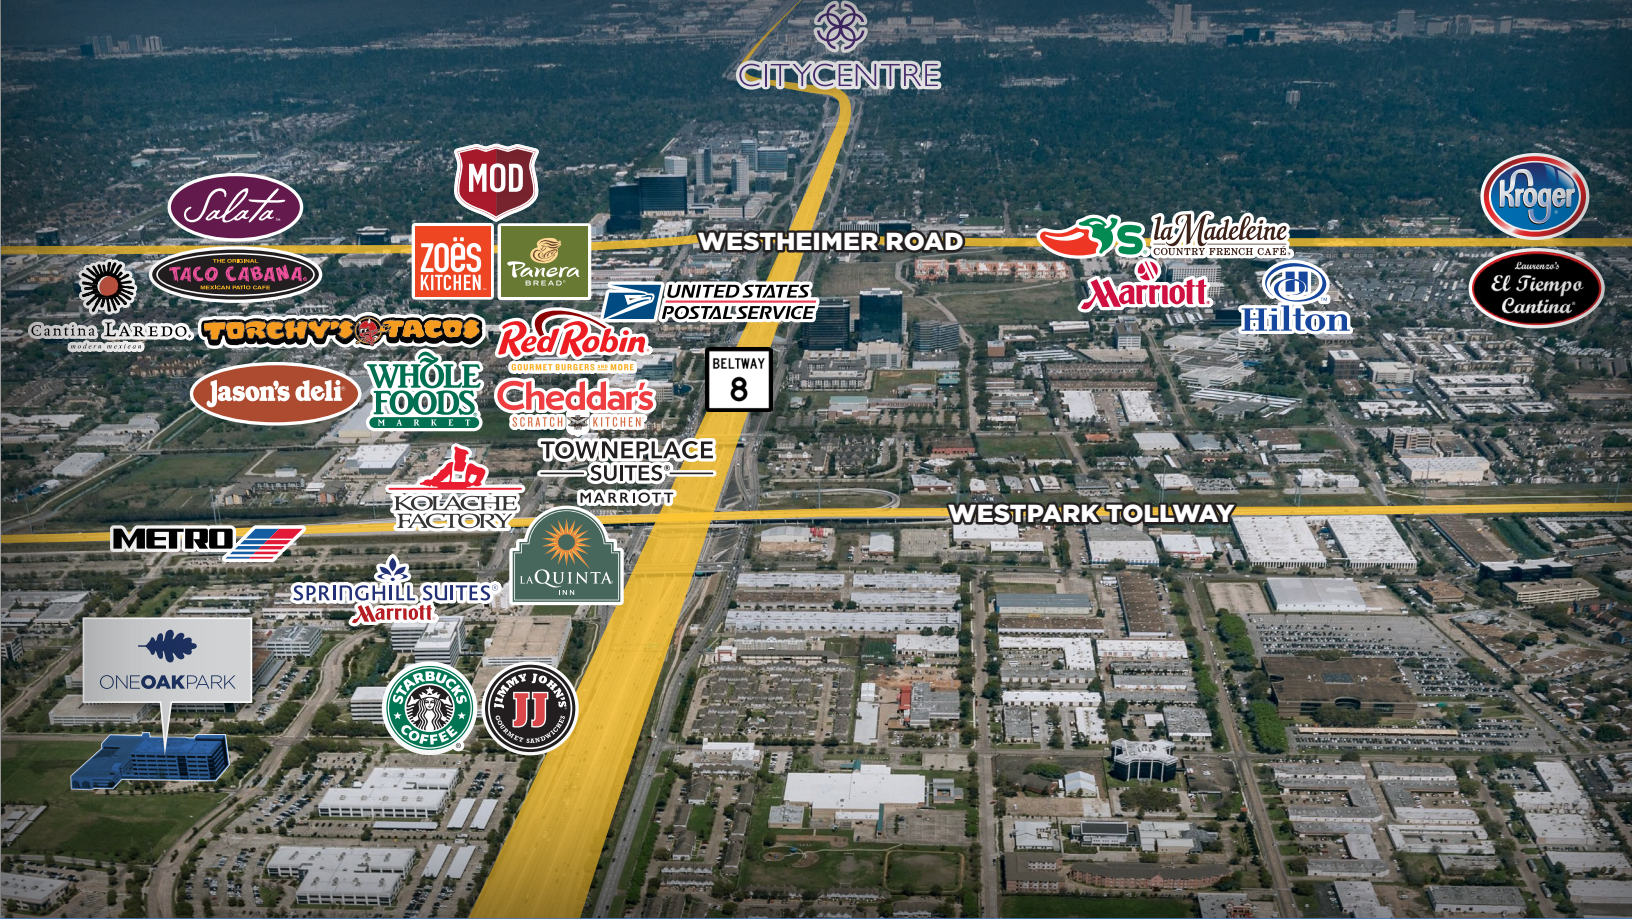 CITYCENTRE
MOD
Salata
Kroger
WESTHEIMER ROAD
CHILI'S
la Madeleine
COUNTRY FRENCH CAFÉ
ZOËS
KITCHEN
Panera
BREAD®
THE ORIGINAL
TACO CABANA®
MEXICAN PATIO CAFE
Marriott
Hilton
Laurenzo's
El Tiempo
Cantina®
UNITED STATES
POSTAL SERVICE
Cantina LAREDO
modern mexican
TORCHY'S TACOS
Red Robin
GOURMET BURGERS AND MORE
BELTWAY
8
Jason's deli
WHOLE
FOODS
MARKET
Cheddar's
SCRATCH KITCHEN
TOWNEPLACE
SUITES®
MARRIOTT
KOLACHE
FACTORY
WESTPARK TOLLWAY
METRO
LAQUINTA
INN
SPRINGHILL SUITES®
Marriott
ONEOAKPARK
STARBUCKS
COFFEE
JIMMY JOHN'S
JJ
GOURMET SANDWICHES